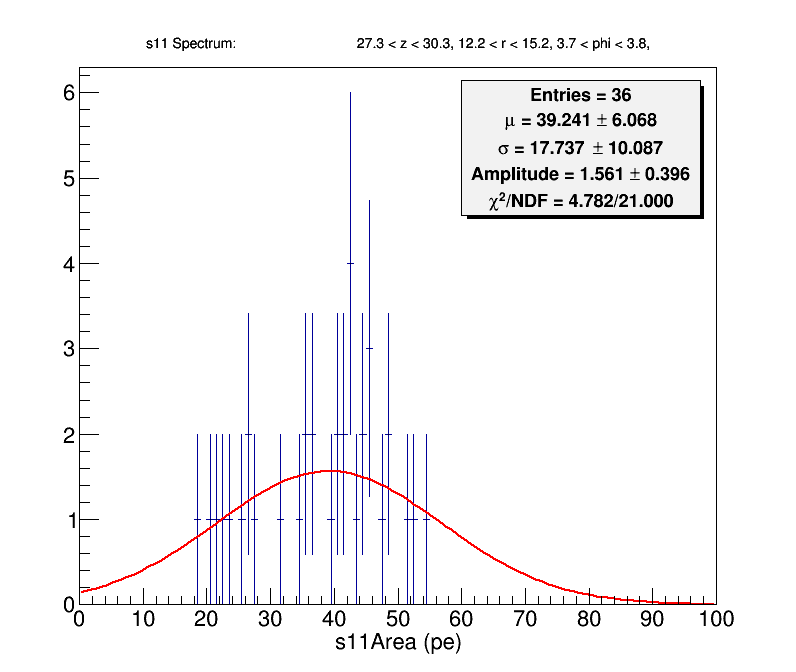 s11 Spectrum: 27.3 < z < 30.3, 12.2 < r < 15.2, 3.7 < phi < 3.8,
Entries = 36
μ = 39.241 ± 6.068
σ = 17.737 ± 10.087
Amplitude = 1.561 ± 0.396
χ²/NDF = 4.782/21.000
6
5
4
3
2
1
0
0 10 20 30 40 50 60 70 80 90 100
s11Area (pe)